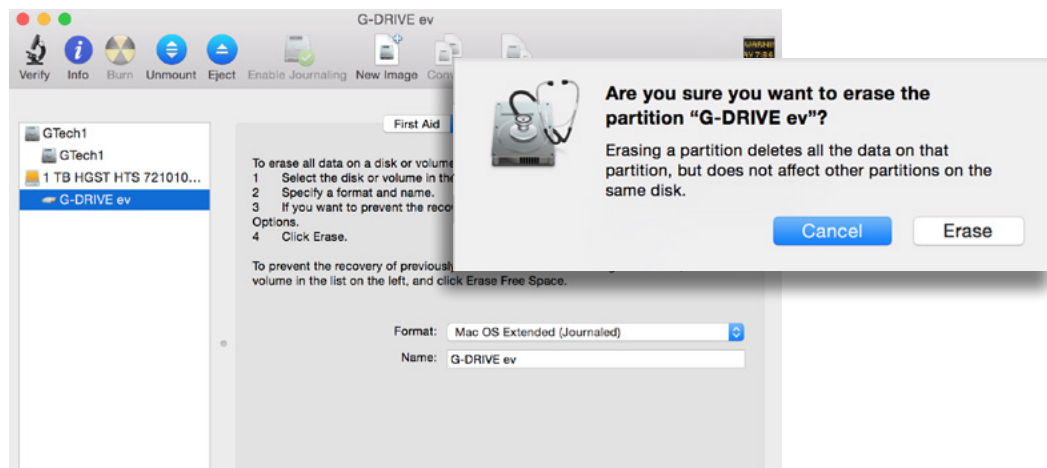 G-DRIVE ev
Verify Info Burn Unmount Eject Enable Journaling New Image
Are you sure you want to erase the
partition “G-DRIVE ev”?
Erasing a partition deletes all the data on that
partition, but does not affect other partitions on the
same disk.
Cancel Erase
GTech1
GTech1
1 TB HGST HTS 721010...
G-DRIVE ev
First Aid
To erase all data on a disk or volume
1 Select the disk or volume in the
2 Specify a format and name.
3 If you want to prevent the
Options.
4 Click Erase.
To prevent the recovery of
volume in the list on the left, and click Erase Free Space.
Format: Mac OS Extended (Journaled)
Name: G-DRIVE ev